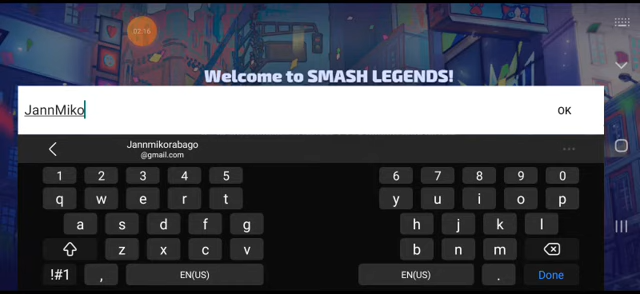 02:16
Welcome to SMASH LEGENDS!
JannMiko OK
Jannmikorabago
@gmail.com
1 2 3 4 5 6 7 8 9 0
q w e r t y u i o p
a s d f g h j k l
z x c v b n m
!#1 , EN(US) EN(US) . Done